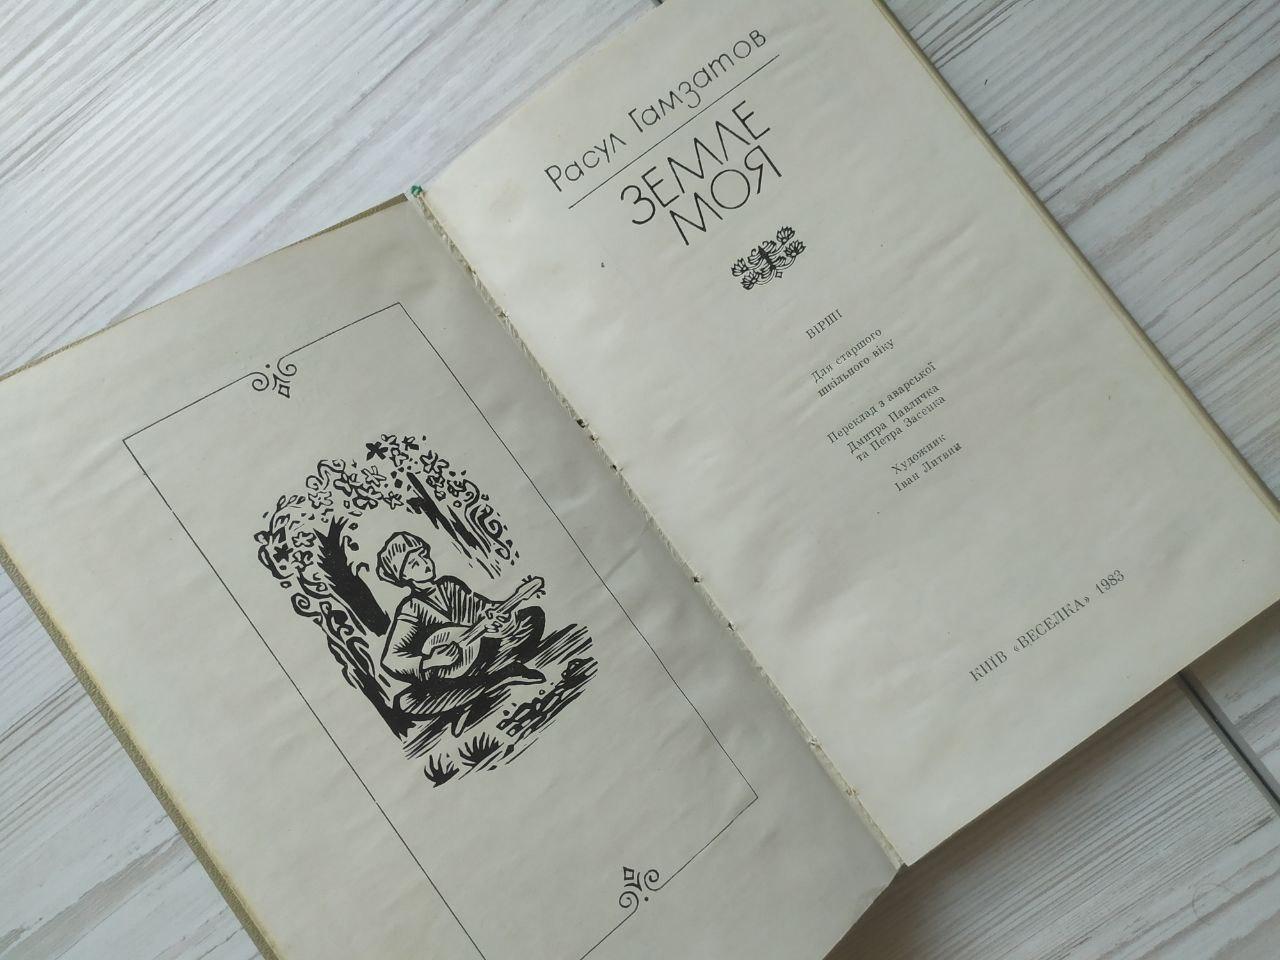 Расул Гамзатов
ЗЕМЛЕ
МОЯ
ВІРШІ
Для старшого
шкільного віку
Переклад з аварської
Дмитра Павличка
та Петра Засенка
Художник
Іван Литвин
КИЇВ «ВЕСЕЛКА» 1983